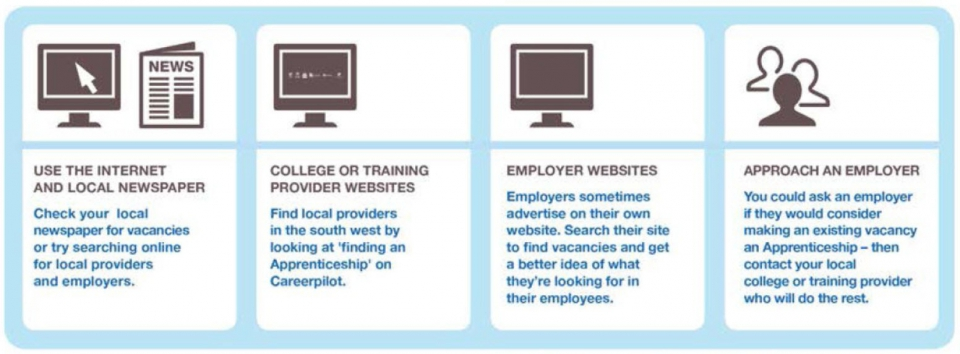 NEWS
USE THE INTERNET
AND LOCAL NEWSPAPER
Check your local
newspaper for vacancies
or try searching online
for local providers
and employers.
COLLEGE OR TRAINING
PROVIDER WEBSITES
Find local providers
in the south west by
looking at 'finding an
Apprenticeship' on
Careerpilot.
EMPLOYER WEBSITES
Employers sometimes
advertise on their own
website. Search their site
to find vacancies and get
a better idea of what
they're looking for in
their employees.
APPROACH AN EMPLOYER
You could ask an employer
if they would consider
making an existing vacancy
an Apprenticeship – then
contact your local
college or training provider
who will do the rest.